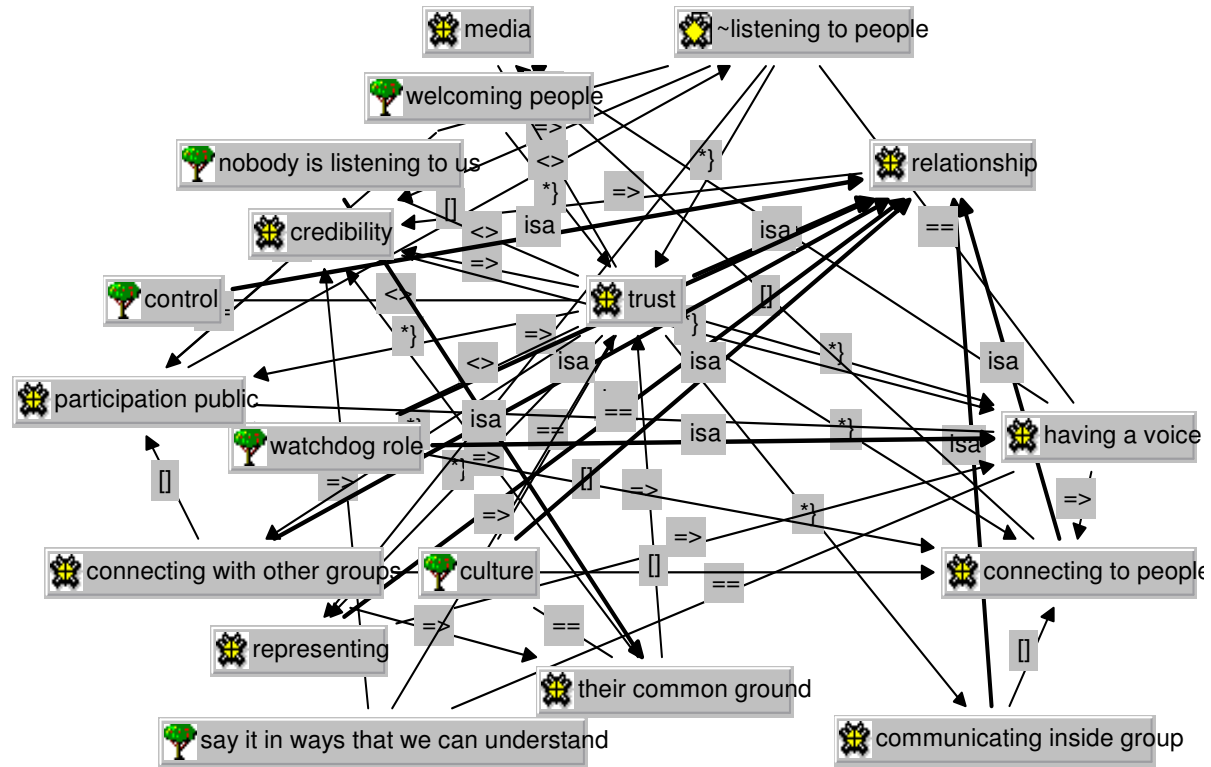 media
~listening to people
welcoming people
=>
<>
*}
nobody is listening to us
*}
relationship
=>
[]
*}
credibility
isa
<>
isa
==
=>
control
<>
trust
[]
=
*}
=>
*}
*}
<>
isa
isa
isa
participation public
==
isa
==
isa
*}
having a voice
watchdog role
isa
=>
*}
[]
=>
[]
=>
=>
*}
=>
=>
connecting with other groups
culture
[]
==
connecting to people
=>
==
representing
[]
their common ground
say it in ways that we can understand
communicating inside group